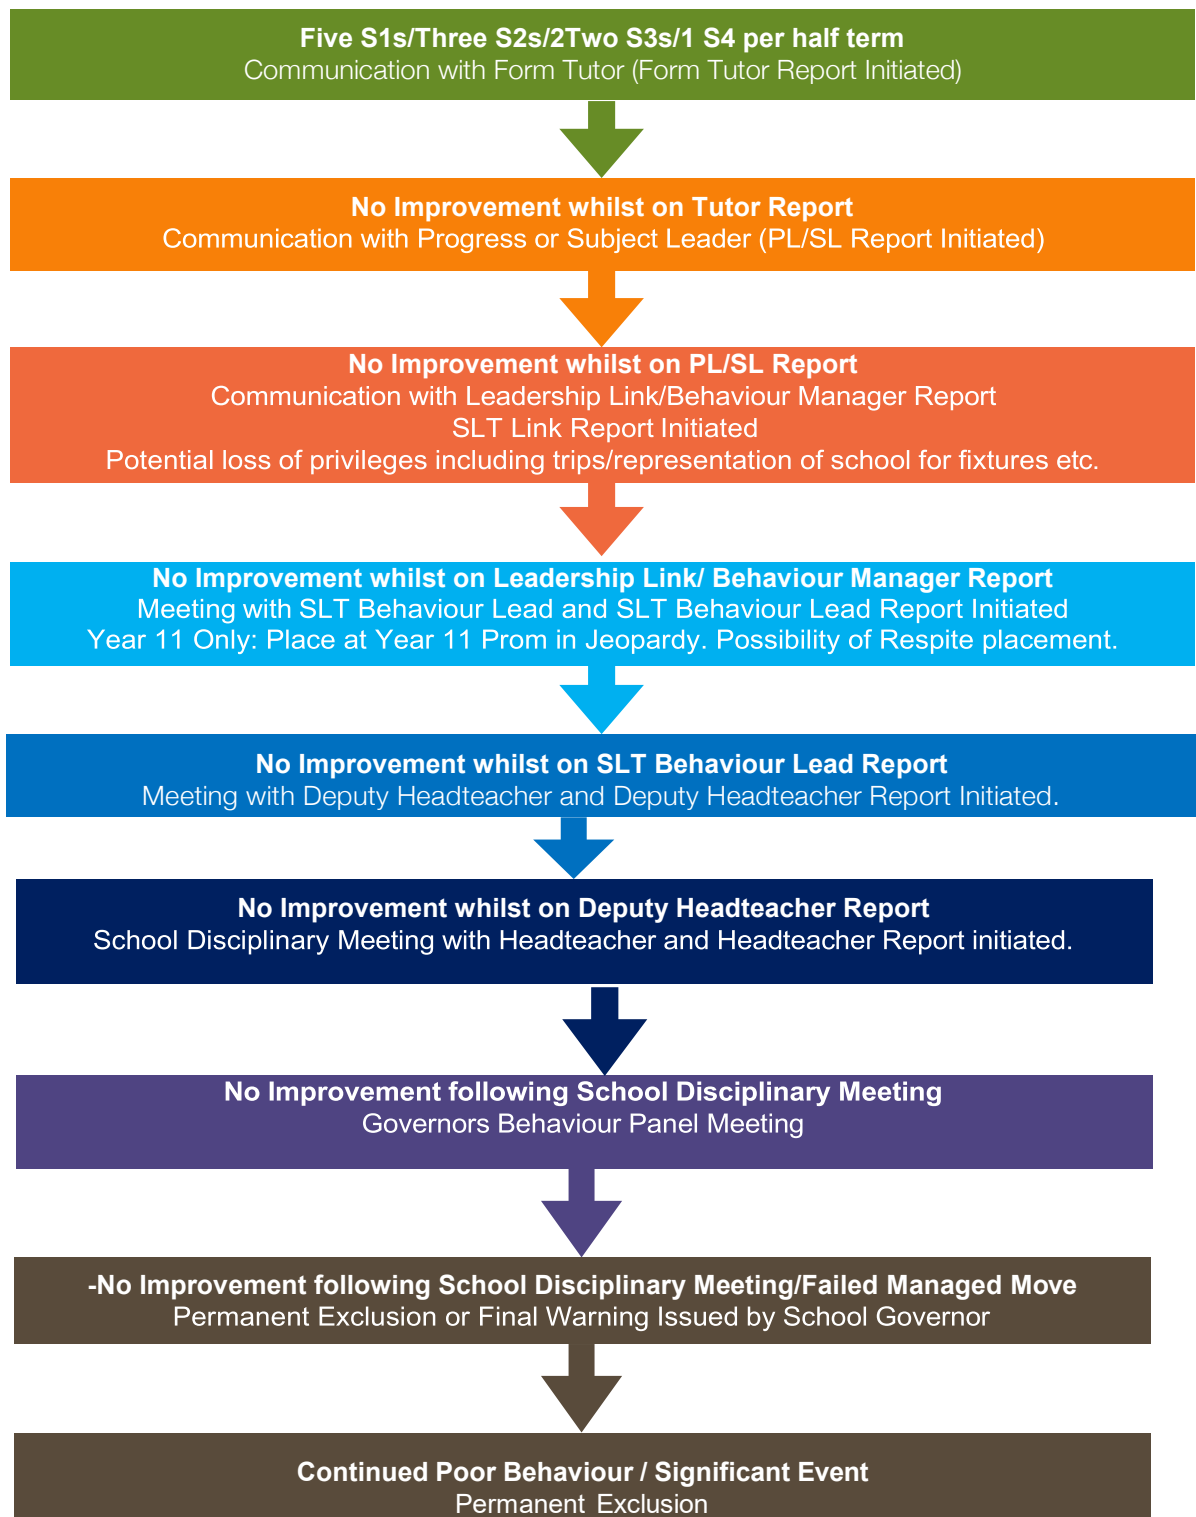 Five S1s/Three S2s/2Two S3s/1 S4 per half term
Communication with Form Tutor (Form Tutor Report Initiated)
No Improvement whilst on Tutor Report
Communication with Progress or Subject Leader (PL/SL Report Initiated)
No Improvement whilst on PL/SL Report
Communication with Leadership Link/Behaviour Manager Report
SLT Link Report Initiated
Potential loss of privileges including trips/representation of school for fixtures etc.
No Improvement whilst on Leadership Link/ Behaviour Manager Report
Meeting with SLT Behaviour Lead and SLT Behaviour Lead Report Initiated
Year 11 Only: Place at Year 11 Prom in Jeopardy. Possibility of Respite placement.
No Improvement whilst on SLT Behaviour Lead Report
Meeting with Deputy Headteacher and Deputy Headteacher Report Initiated.
No Improvement whilst on Deputy Headteacher Report
School Disciplinary Meeting with Headteacher and Headteacher Report initiated.
No Improvement following School Disciplinary Meeting
Governors Behaviour Panel Meeting
-No Improvement following School Disciplinary Meeting/Failed Managed Move
Permanent Exclusion or Final Warning Issued by School Governor
Continued Poor Behaviour / Significant Event
Permanent Exclusion